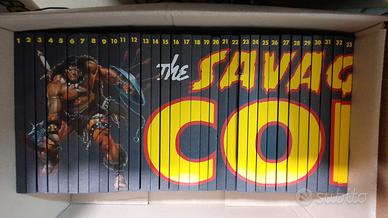 1 2 3 4 5 6 7 8 9 10 11 12 13 14 15 16 17 18 19 20 21 22 23 24 25 26 27 28 29 30 31 32 33
The SAVAG
CON
subito